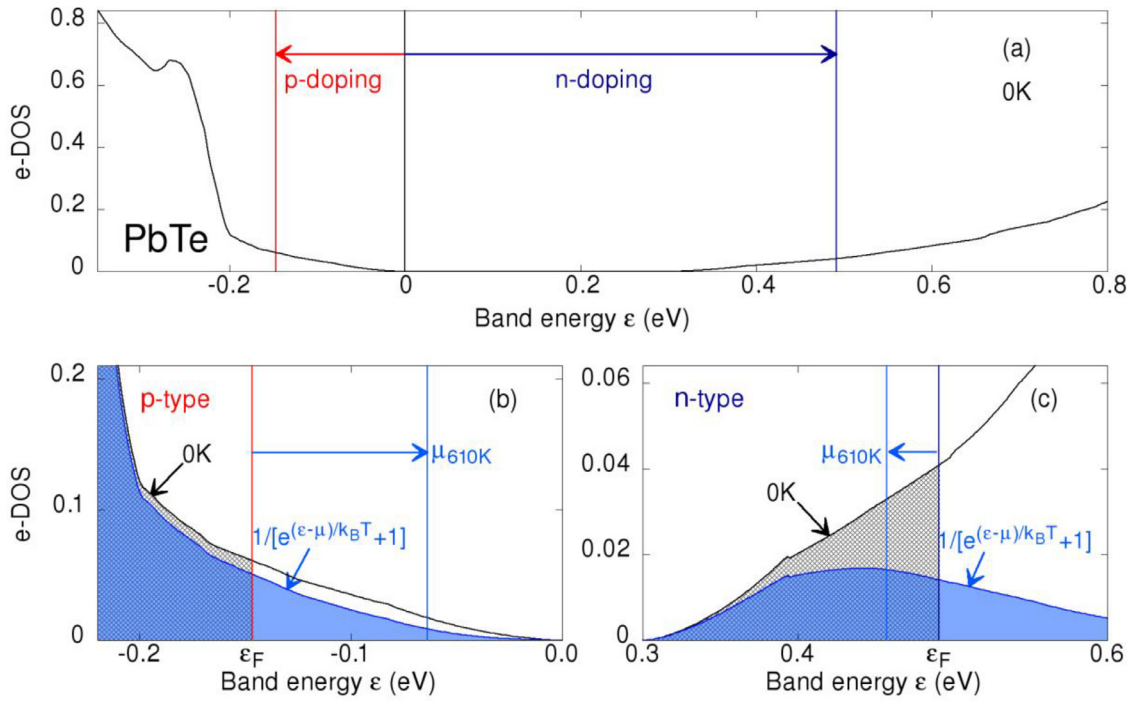 0.8
0.6
0.4
0.2
0
e-DOS
p-doping
n-doping
(a)
0K
PbTe
-0.2 0 0.2 0.4 0.6 0.8
Band energy ε (eV)
0.2
0.1
0
e-DOS
p-type
(b)
0K
μ610K
1/[e(ε-μ)/kBT+1]
-0.2 εF -0.1 0.0
Band energy ε (eV)
0.06
0.04
0.02
0
n-type
(c)
μ610K
0K
1/[e(ε-μ)/kBT+1]
0.3 0.4 εF 0.6
Band energy ε (eV)